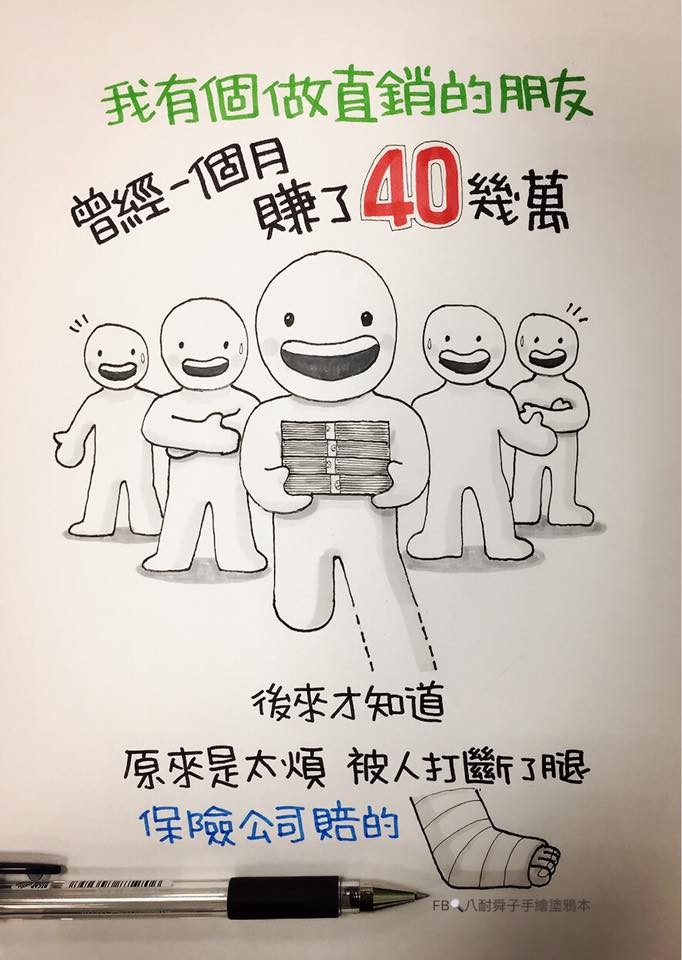 我有個做直銷的朋友
曾經一個月
賺了40幾萬
後來才知道
原來是太煩 被人打斷了腿
保險公司賠的
FB 八耐舜子手繪塗鴉本